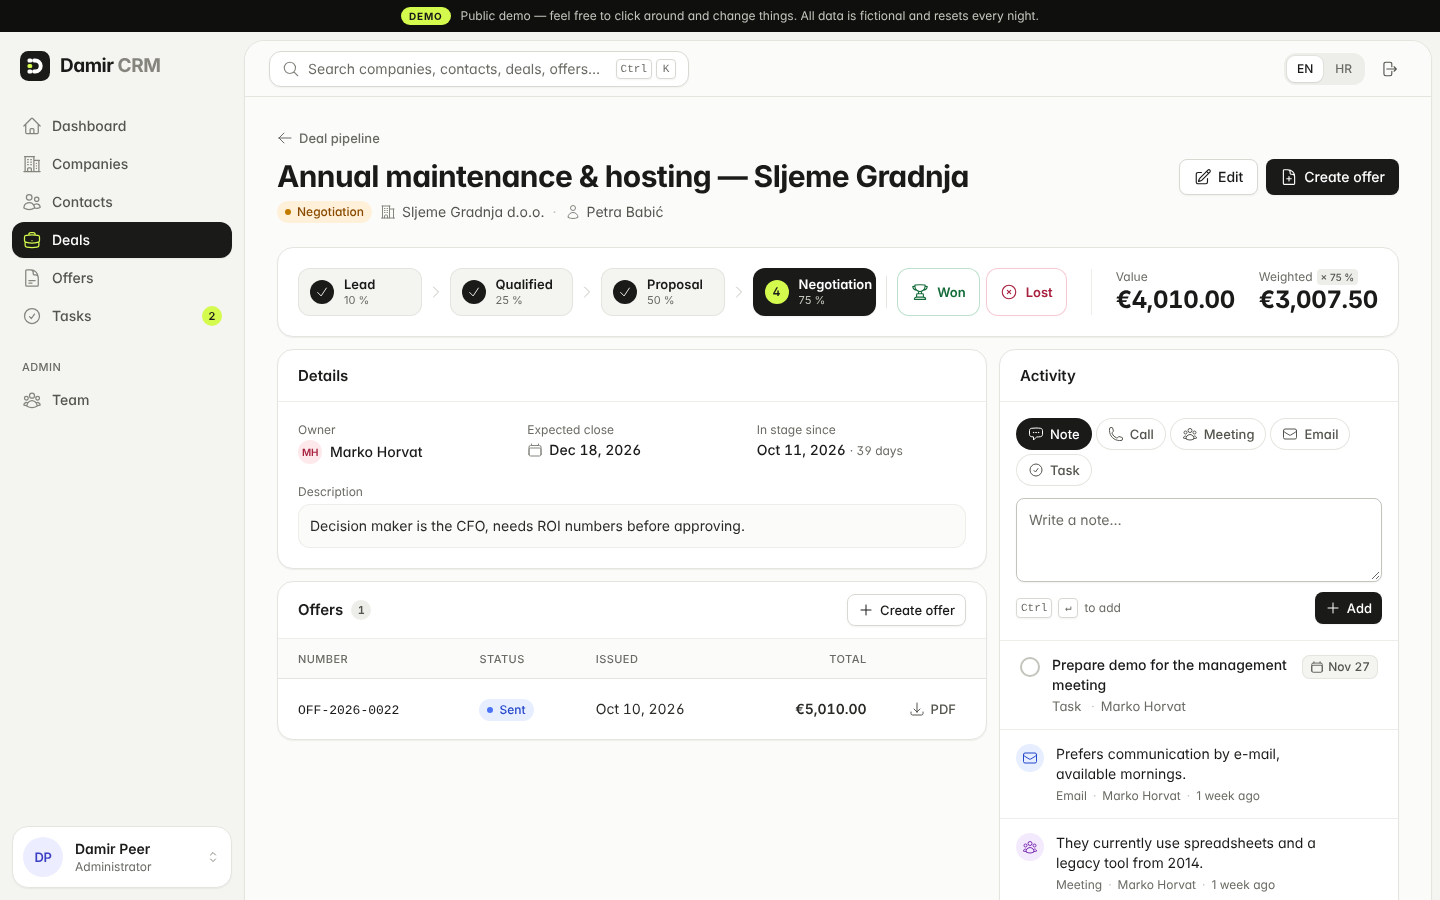 DEMO Public demo — feel free to click around and change things. All data is fictional and resets every night.
Damir CRM
Search companies, contacts, deals, offers... Ctrl K
EN HR
Dashboard
Companies
Contacts
Deals
Offers
Tasks 2
ADMIN
Team
DP Damir Peer
Administrator
Deal pipeline
Annual maintenance & hosting — Sljeme Gradnja
Edit Create offer
Negotiation Sljeme Gradnja d.o.o. · Petra Babić
Lead
10 %
Qualified
25 %
Proposal
50 %
4 Negotiation
75 %
Won
Lost
Value
€4,010.00
Weighted × 75 %
€3,007.50
Details
Owner
MH Marko Horvat
Expected close
Dec 18, 2026
In stage since
Oct 11, 2026 · 39 days
Description
Decision maker is the CFO, needs ROI numbers before approving.
Offers 1
Create offer
NUMBER STATUS ISSUED TOTAL
OFF-2026-0022 Sent Oct 10, 2026 €5,010.00 PDF
Activity
Note Call Meeting Email
Task
Write a note...
Ctrl ↵ to add
Add
Prepare demo for the management
meeting
Nov 27
Task · Marko Horvat
Prefers communication by e-mail,
available mornings.
Email · Marko Horvat · 1 week ago
They currently use spreadsheets and a
legacy tool from 2014.
Meeting · Marko Horvat · 1 week ago